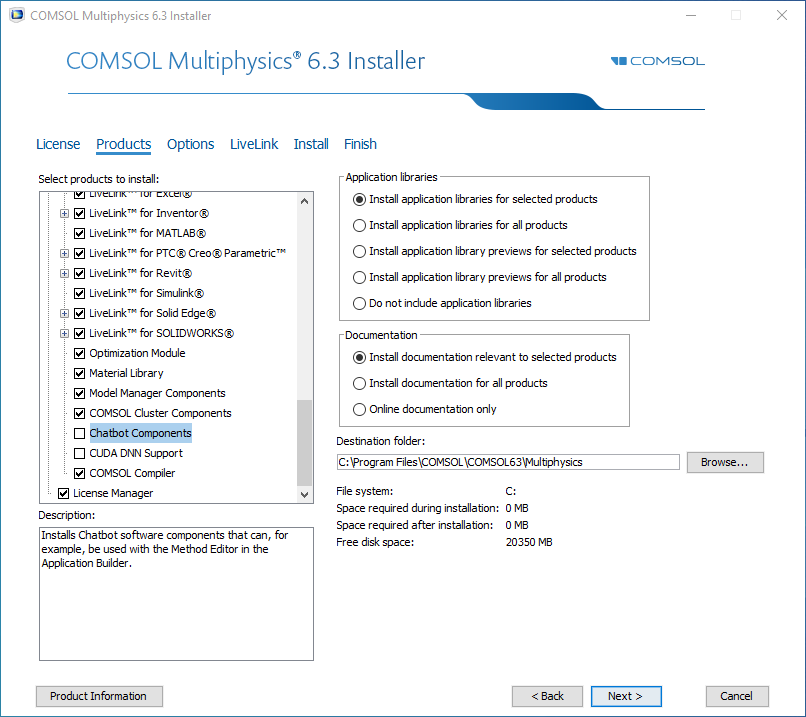 COMSOL Multiphysics 6.3 Installer
COMSOL Multiphysics® 6.3 Installer
COMSOL
License Products Options LiveLink Install Finish
Select products to install:
LiveLink™ for Excel®
LiveLink™ for Inventor®
LiveLink™ for MATLAB®
LiveLink™ for PTC® Creo® Parametric™
LiveLink™ for Revit®
LiveLink™ for Simulink®
LiveLink™ for Solid Edge®
LiveLink™ for SOLIDWORKS®
Optimization Module
Material Library
Model Manager Components
COMSOL Cluster Components
Chatbot Components
CUDA DNN Support
COMSOL Compiler
License Manager
Description:
Installs Chatbot software components that can, for
example, be used with the Method Editor in the
Application Builder.
Application libraries
Install application libraries for selected products
Install application libraries for all products
Install application library previews for selected products
Install application library previews for all products
Do not include application libraries
Documentation
Install documentation relevant to selected products
Install documentation for all products
Online documentation only
Destination folder:
C:\Program Files\COMSOL\COMSOL63\Multiphysics
Browse...
File system: C:
Space required during installation: 0 MB
Space required after installation: 0 MB
Free disk space: 20350 MB
Product Information
< Back
Next >
Cancel